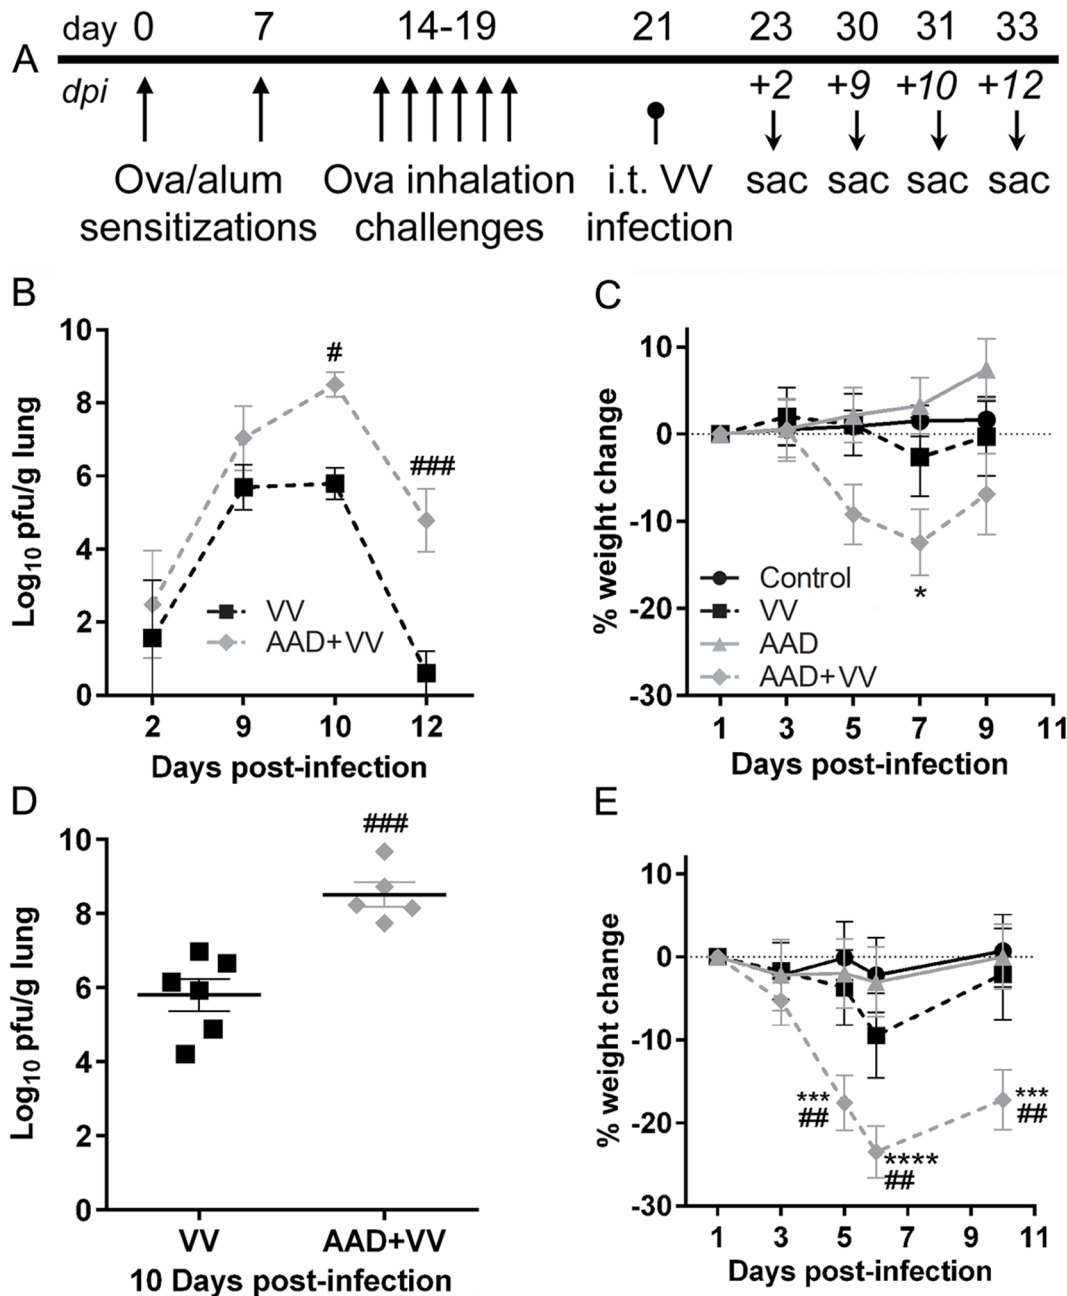 day 0 7 14-19 21 23 30 31 33
A
dpi +2 +9 +10 +12
Ova/alum Ova inhalation i.t. VV sac sac sac sac
sensitizations challenges infection
B
10
8
6
4
2
0
Log10 pfu/g lung
#
###
VV
AAD+VV
2 9 10 12
Days post-infection
C
10
0
-10
-20
-30
% weight change
*
Control
VV
AAD
AAD+VV
1 3 5 7 9 11
Days post-infection
D
10
8
6
4
2
0
Log10 pfu/g lung
###
VV AAD+VV
10 Days post-infection
E
10
0
-10
-20
-30
% weight change
***
##
****
##
***
##
1 3 5 7 9 11
Days post-infection